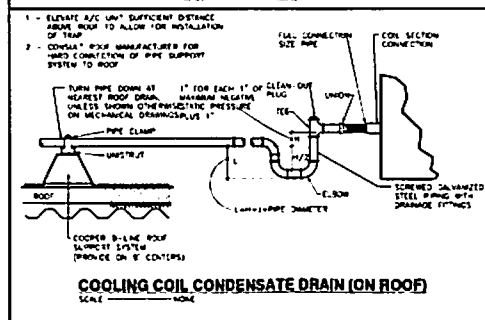 1 - ELEVATE A/C UNIT SUFFICIENT DISTANCE
ABOVE ROOF TO ALLOW FOR INSTALLATION
OF TRAP
2 - CONSULT ROOF MANUFACTURER FOR
HARD CONNECTION OF PIPE SUPPORT
SYSTEM TO ROOF
FULL CONNECTION
SIZE PIPE
COIL SECTION
CONNECTION
TURN PIPE DOWN AT
NEAREST ROOF DRAIN,
UNLESS SHOWN OTHERWISE
ON MECHANICAL DRAWINGS
1" FOR EACH 1" OF
MAXIMUM NEGATIVE
STATIC PRESSURE
PLUS 1"
CLEAN-OUT
PLUG
TEE
UNION
PIPE CLAMP
UNISTRUT
H
H/2
L
PIPE DIAMETER
ELBOW
SCREWED GALVANIZED
STEEL PIPING WITH
DRAINAGE FITTINGS
ROOF
COOPER B-LINE ROOF
SUPPORT SYSTEM
(PROVIDE ON 8' CENTERS)
COOLING COIL CONDENSATE DRAIN (ON ROOF)
SCALE NONE